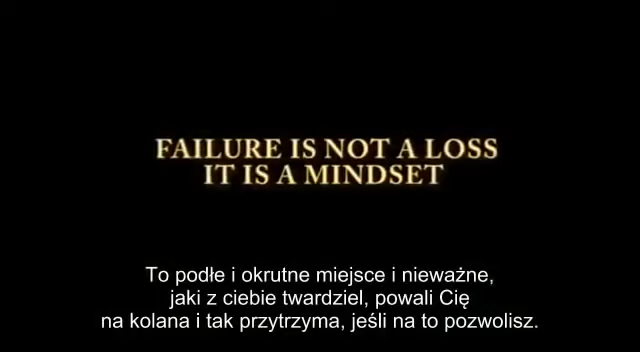 FAILURE IS NOT A LOSS
IT IS A MINDSET
To podłe i okrutne miejsce i nieważne,
jaki z ciebie twardziel, powali Cię
na kolana i tak przytrzyma, jeśli na to pozwolisz.